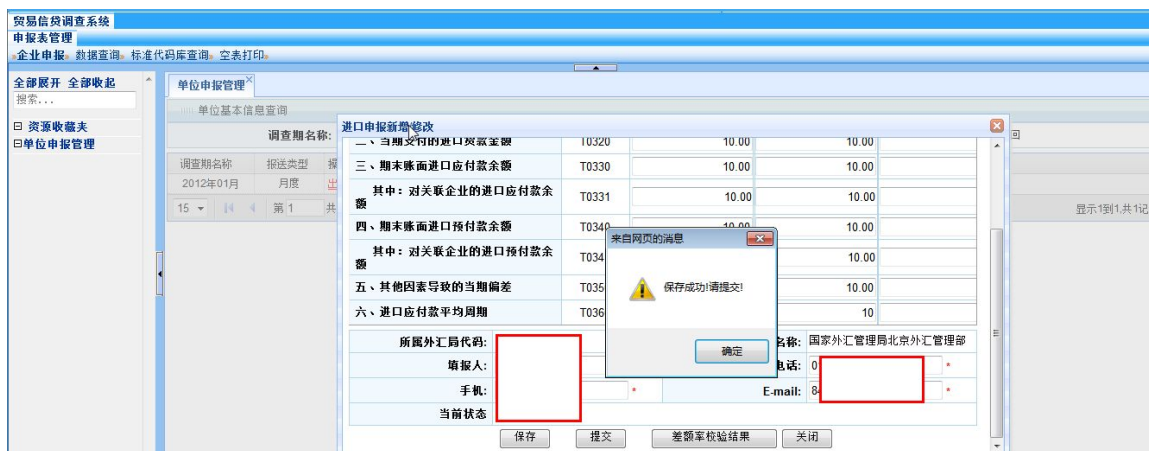 贸易信贷调查系统
申报表管理
企业申报 数据查询 标准代码库查询 空表打印
全部展开 全部收起
搜索...
资源收藏夹
单位申报管理
单位申报管理
单位基本信息查询
调查期名称:
调查期名称 报送类型
2012年01月 月度
15 第 1 共
显示1到1,共1记
进口申报新增修改
二、当期支付的进口货款金额 T0320 10.00 10.00
三、期末账面进口应付款余额 T0330 10.00 10.00
其中：对关联企业的进口应付款余额 T0331 10.00 10.00
四、期末账面进口预付款余额 T0340 10.00 10.00
其中：对关联企业的进口预付款余额 T034 10.00
五、其他因素导致的当期偏差 T035 10.00
六、进口应付款平均周期 T036 10
来自网页的消息
保存成功!请提交!
确定
所属外汇局代码: 名称: 国家外汇管理局北京外汇管理部
填报人: 电话: 0 *
手机: * E-mail: 84 *
当前状态
保存 提交 差额率校验结果 关闭